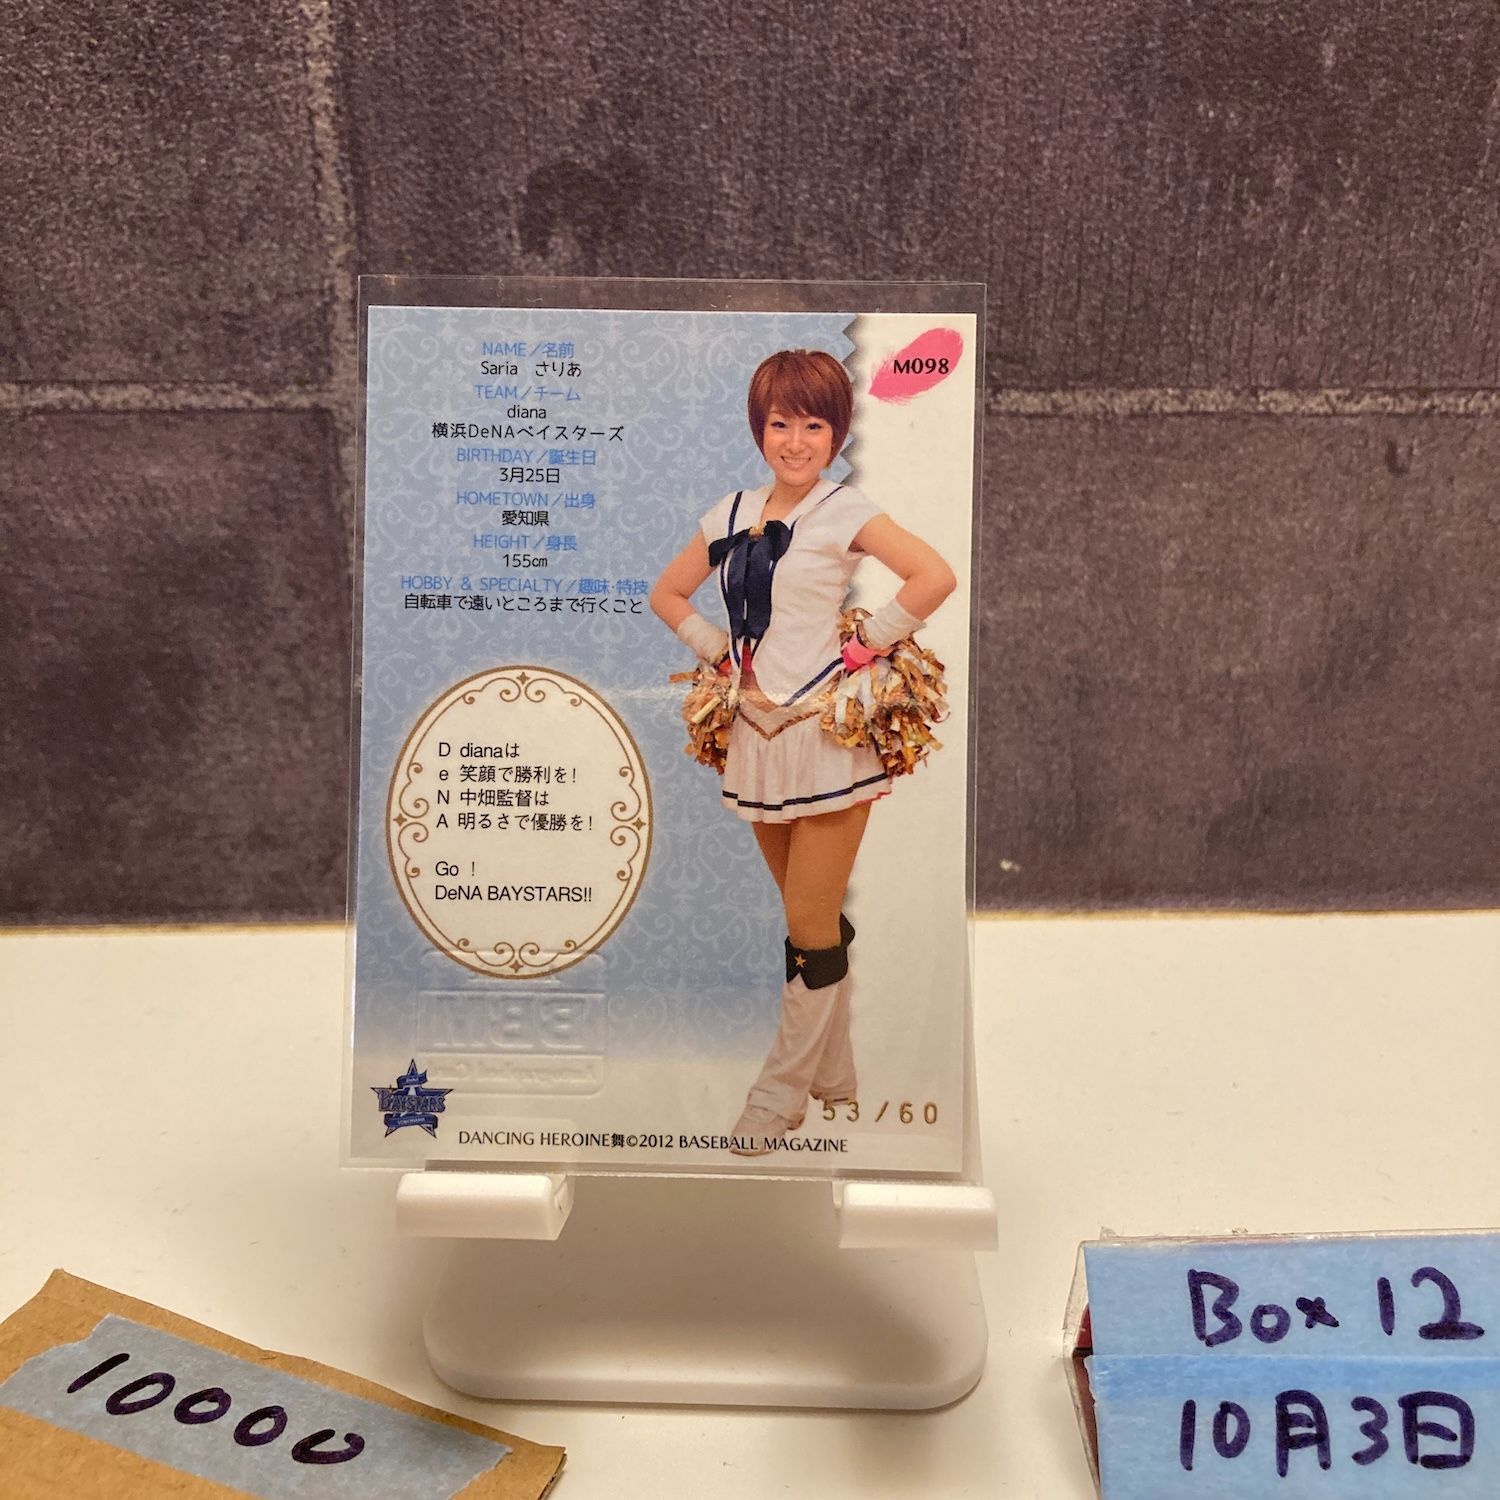 M098
NAME／名前
Saria さりあ
TEAM／チーム
diana
横浜DeNAベイスターズ
BIRTHDAY／誕生日
3月25日
HOMETOWN／出身
愛知県
HEIGHT／身長
155㎝
HOBBY & SPECIALTY／趣味・特技
自転車で遠いところまで行くこと
D dianaは
e 笑顔で勝利を!
N 中畑監督は
A 明るさで優勝を!
Go !
DeNA BAYSTARS!!
BBM
Autographed Card
BAYSTARS
YOKOHAMA
53/60
DANCING HEROINE舞©2012 BASEBALL MAGAZINE
10000
Box 12
10月3日